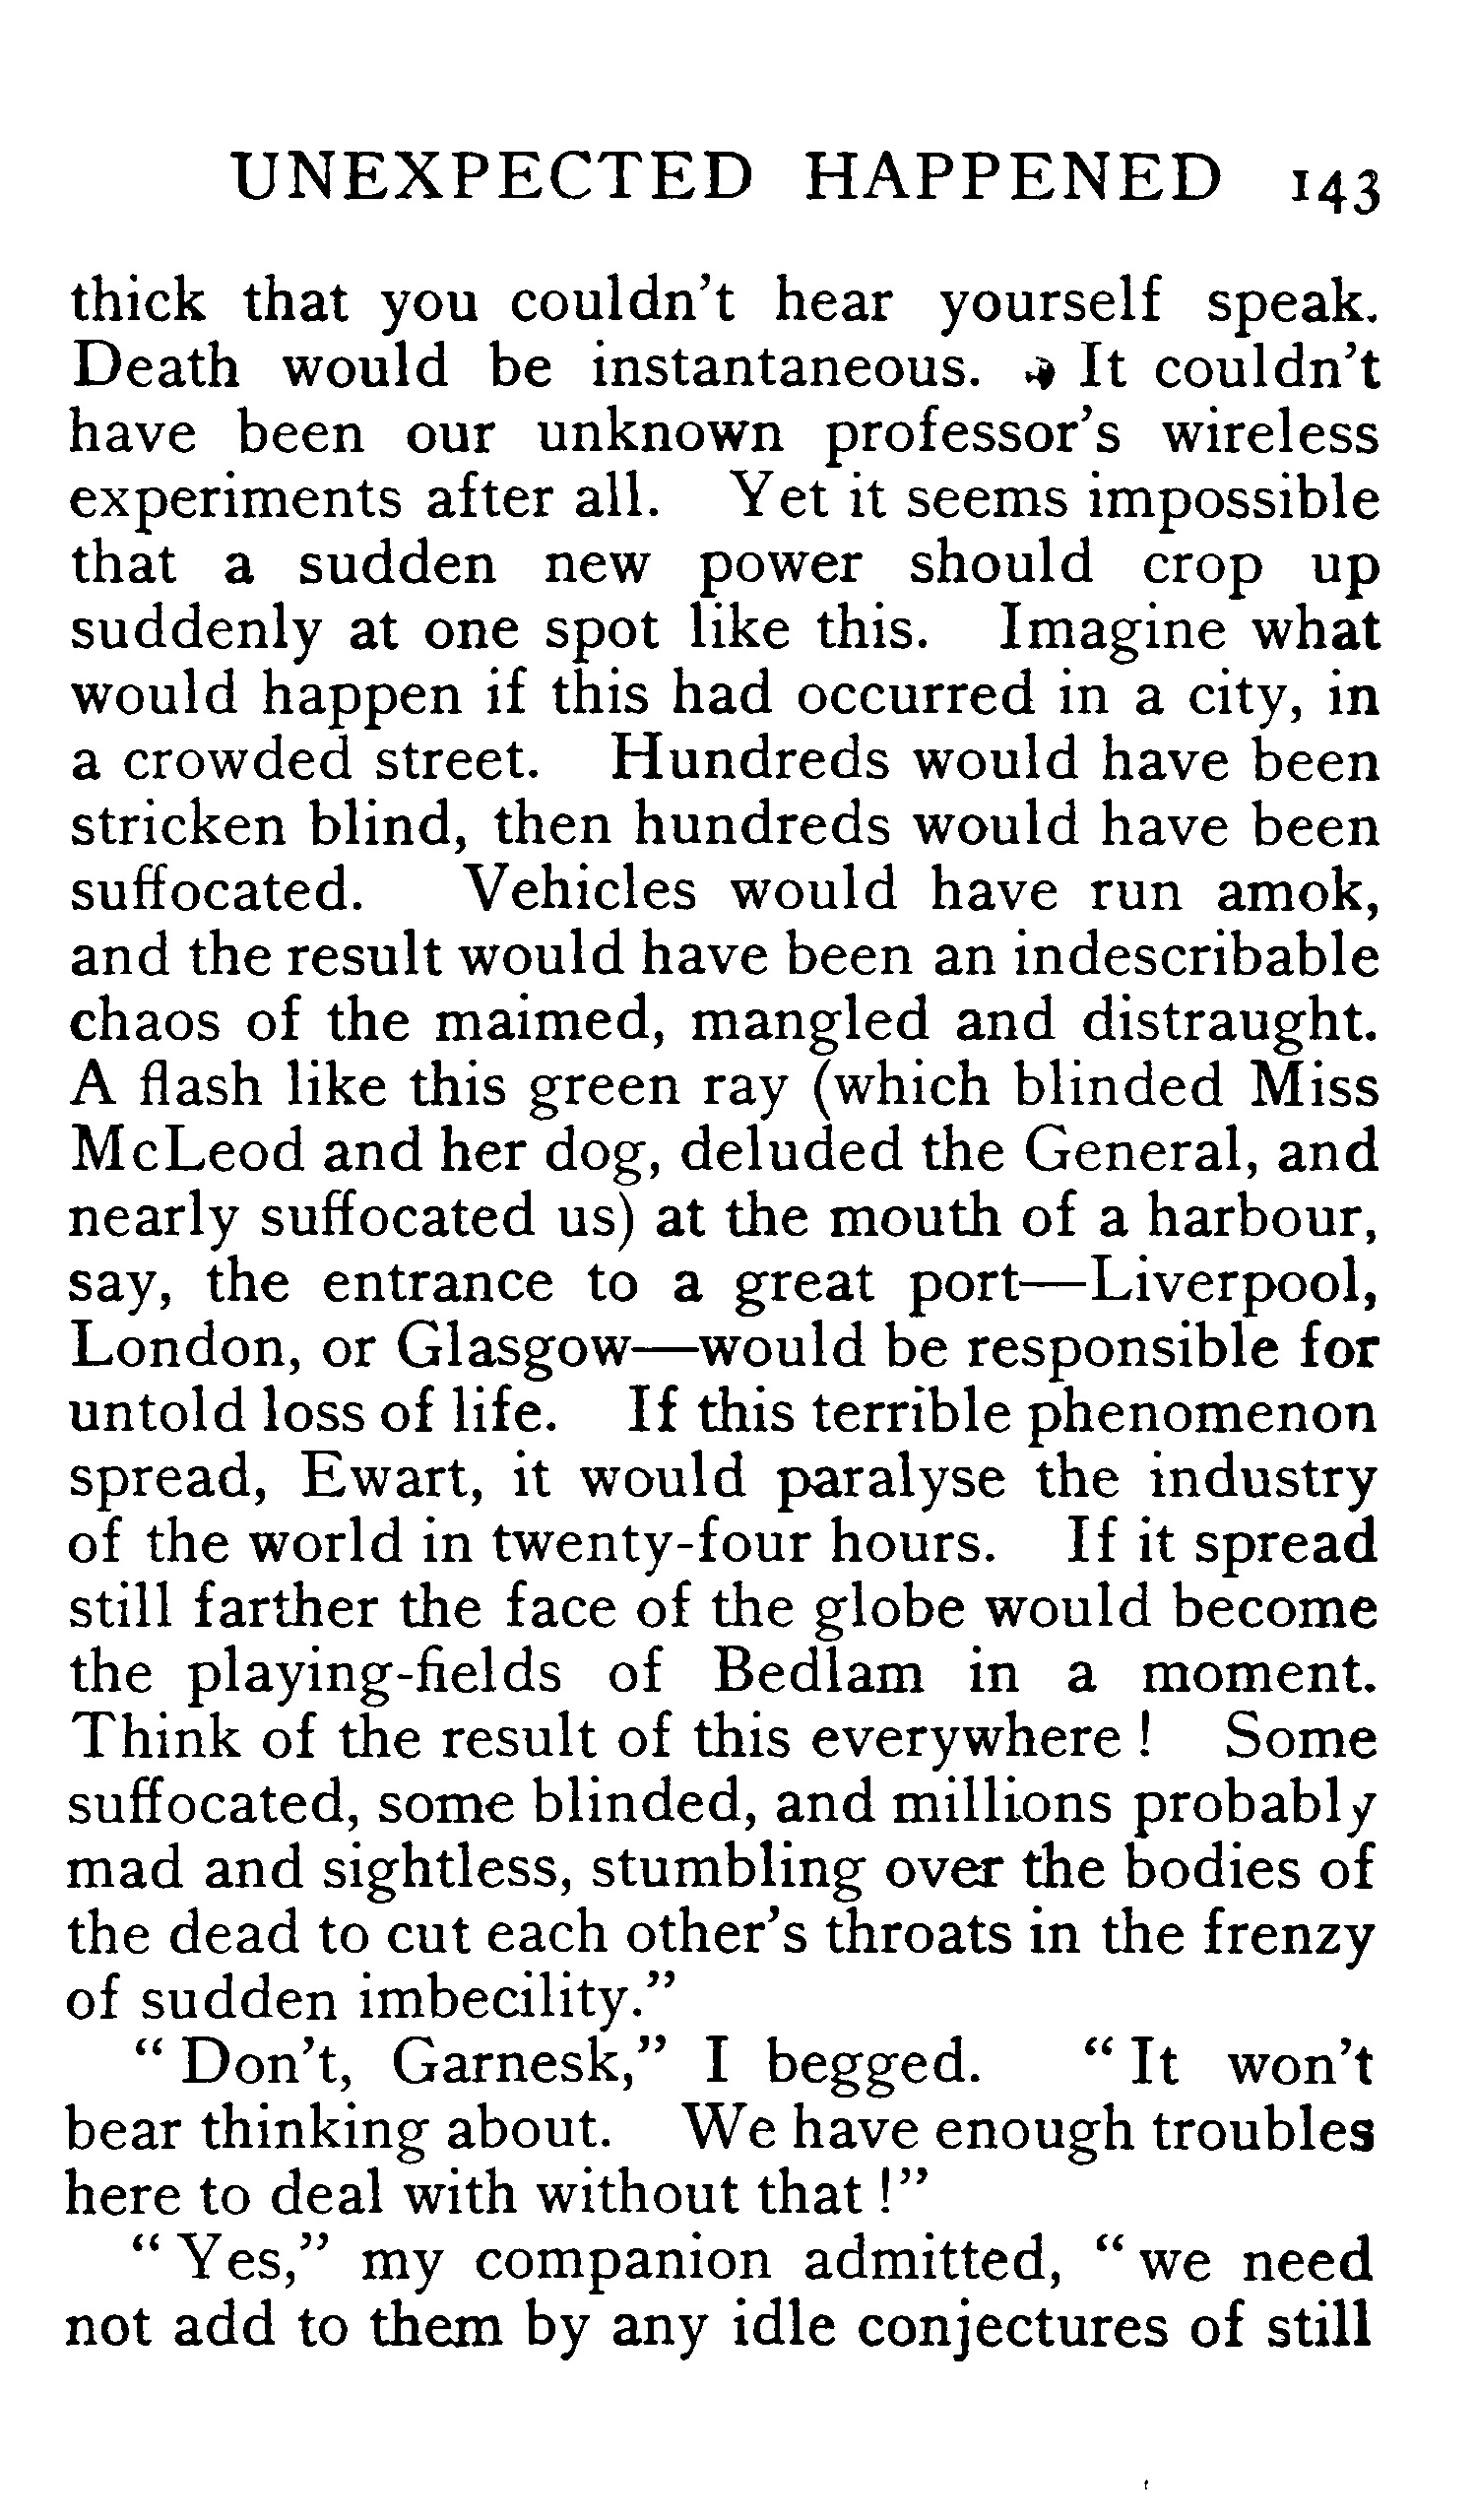 UNEXPECTED HAPPENED 143
thick that you couldn't hear yourself speak.
Death would be instantaneous. It couldn't
have been our unknown professor's wireless
experiments after all. Yet it seems impossible
that a sudden new power should crop up
suddenly at one spot like this. Imagine what
would happen if this had occurred in a city, in
a crowded street. Hundreds would have been
stricken blind, then hundreds would have been
suffocated. Vehicles would have run amok,
and the result would have been an indescribable
chaos of the maimed, mangled and distraught.
A flash like this green ray (which blinded Miss
McLeod and her dog, deluded the General, and
nearly suffocated us) at the mouth of a harbour,
say, the entrance to a great port—Liverpool,
London, or Glasgow—would be responsible for
untold loss of life. If this terrible phenomenon
spread, Ewart, it would paralyse the industry
of the world in twenty-four hours. If it spread
still farther the face of the globe would become
the playing-fields of Bedlam in a moment.
Think of the result of this everywhere ! Some
suffocated, some blinded, and millions probably
mad and sightless, stumbling over the bodies of
the dead to cut each other's throats in the frenzy
of sudden imbecility."
" Don't, Garnesk," I begged. " It won't
bear thinking about. We have enough troubles
here to deal with without that !"
" Yes," my companion admitted, " we need
not add to them by any idle conjectures of still